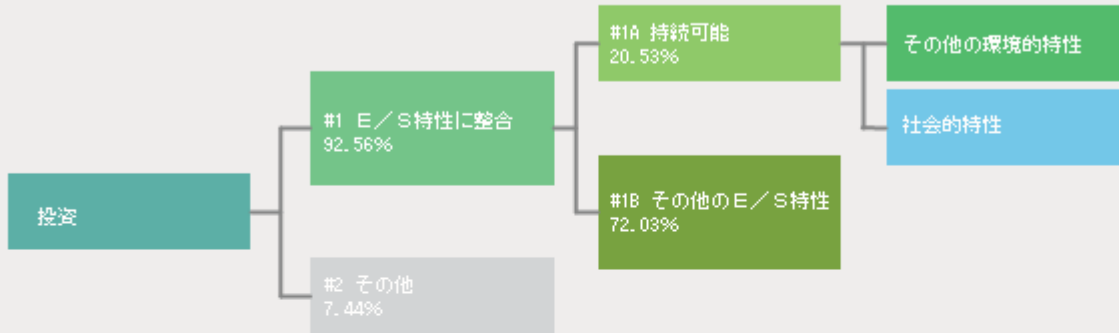 投資
#1 E/S特性に整合
92.56%
#2 その他
7.44%
#1A 持続可能
20.53%
#1B その他のE/S特性
72.03%
その他の環境的特性
社会的特性